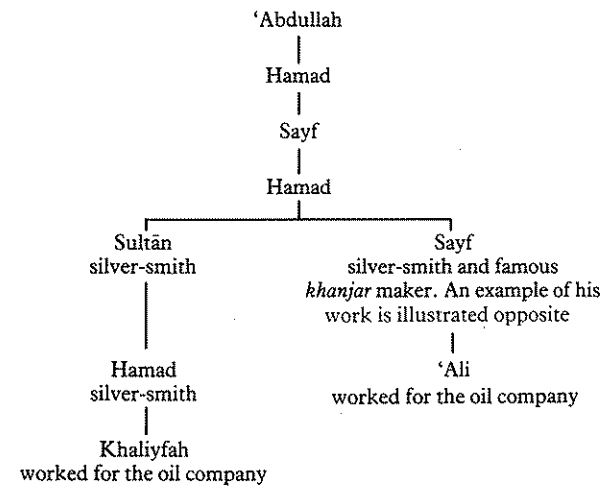 ‘Abdullah
Hamad
Sayf
Hamad
Sultān
silver-smith
Sayf
silver-smith and famous
khanjar maker. An example of his
work is illustrated opposite
Hamad
silver-smith
‘Ali
worked for the oil company
Khaliyfah
worked for the oil company